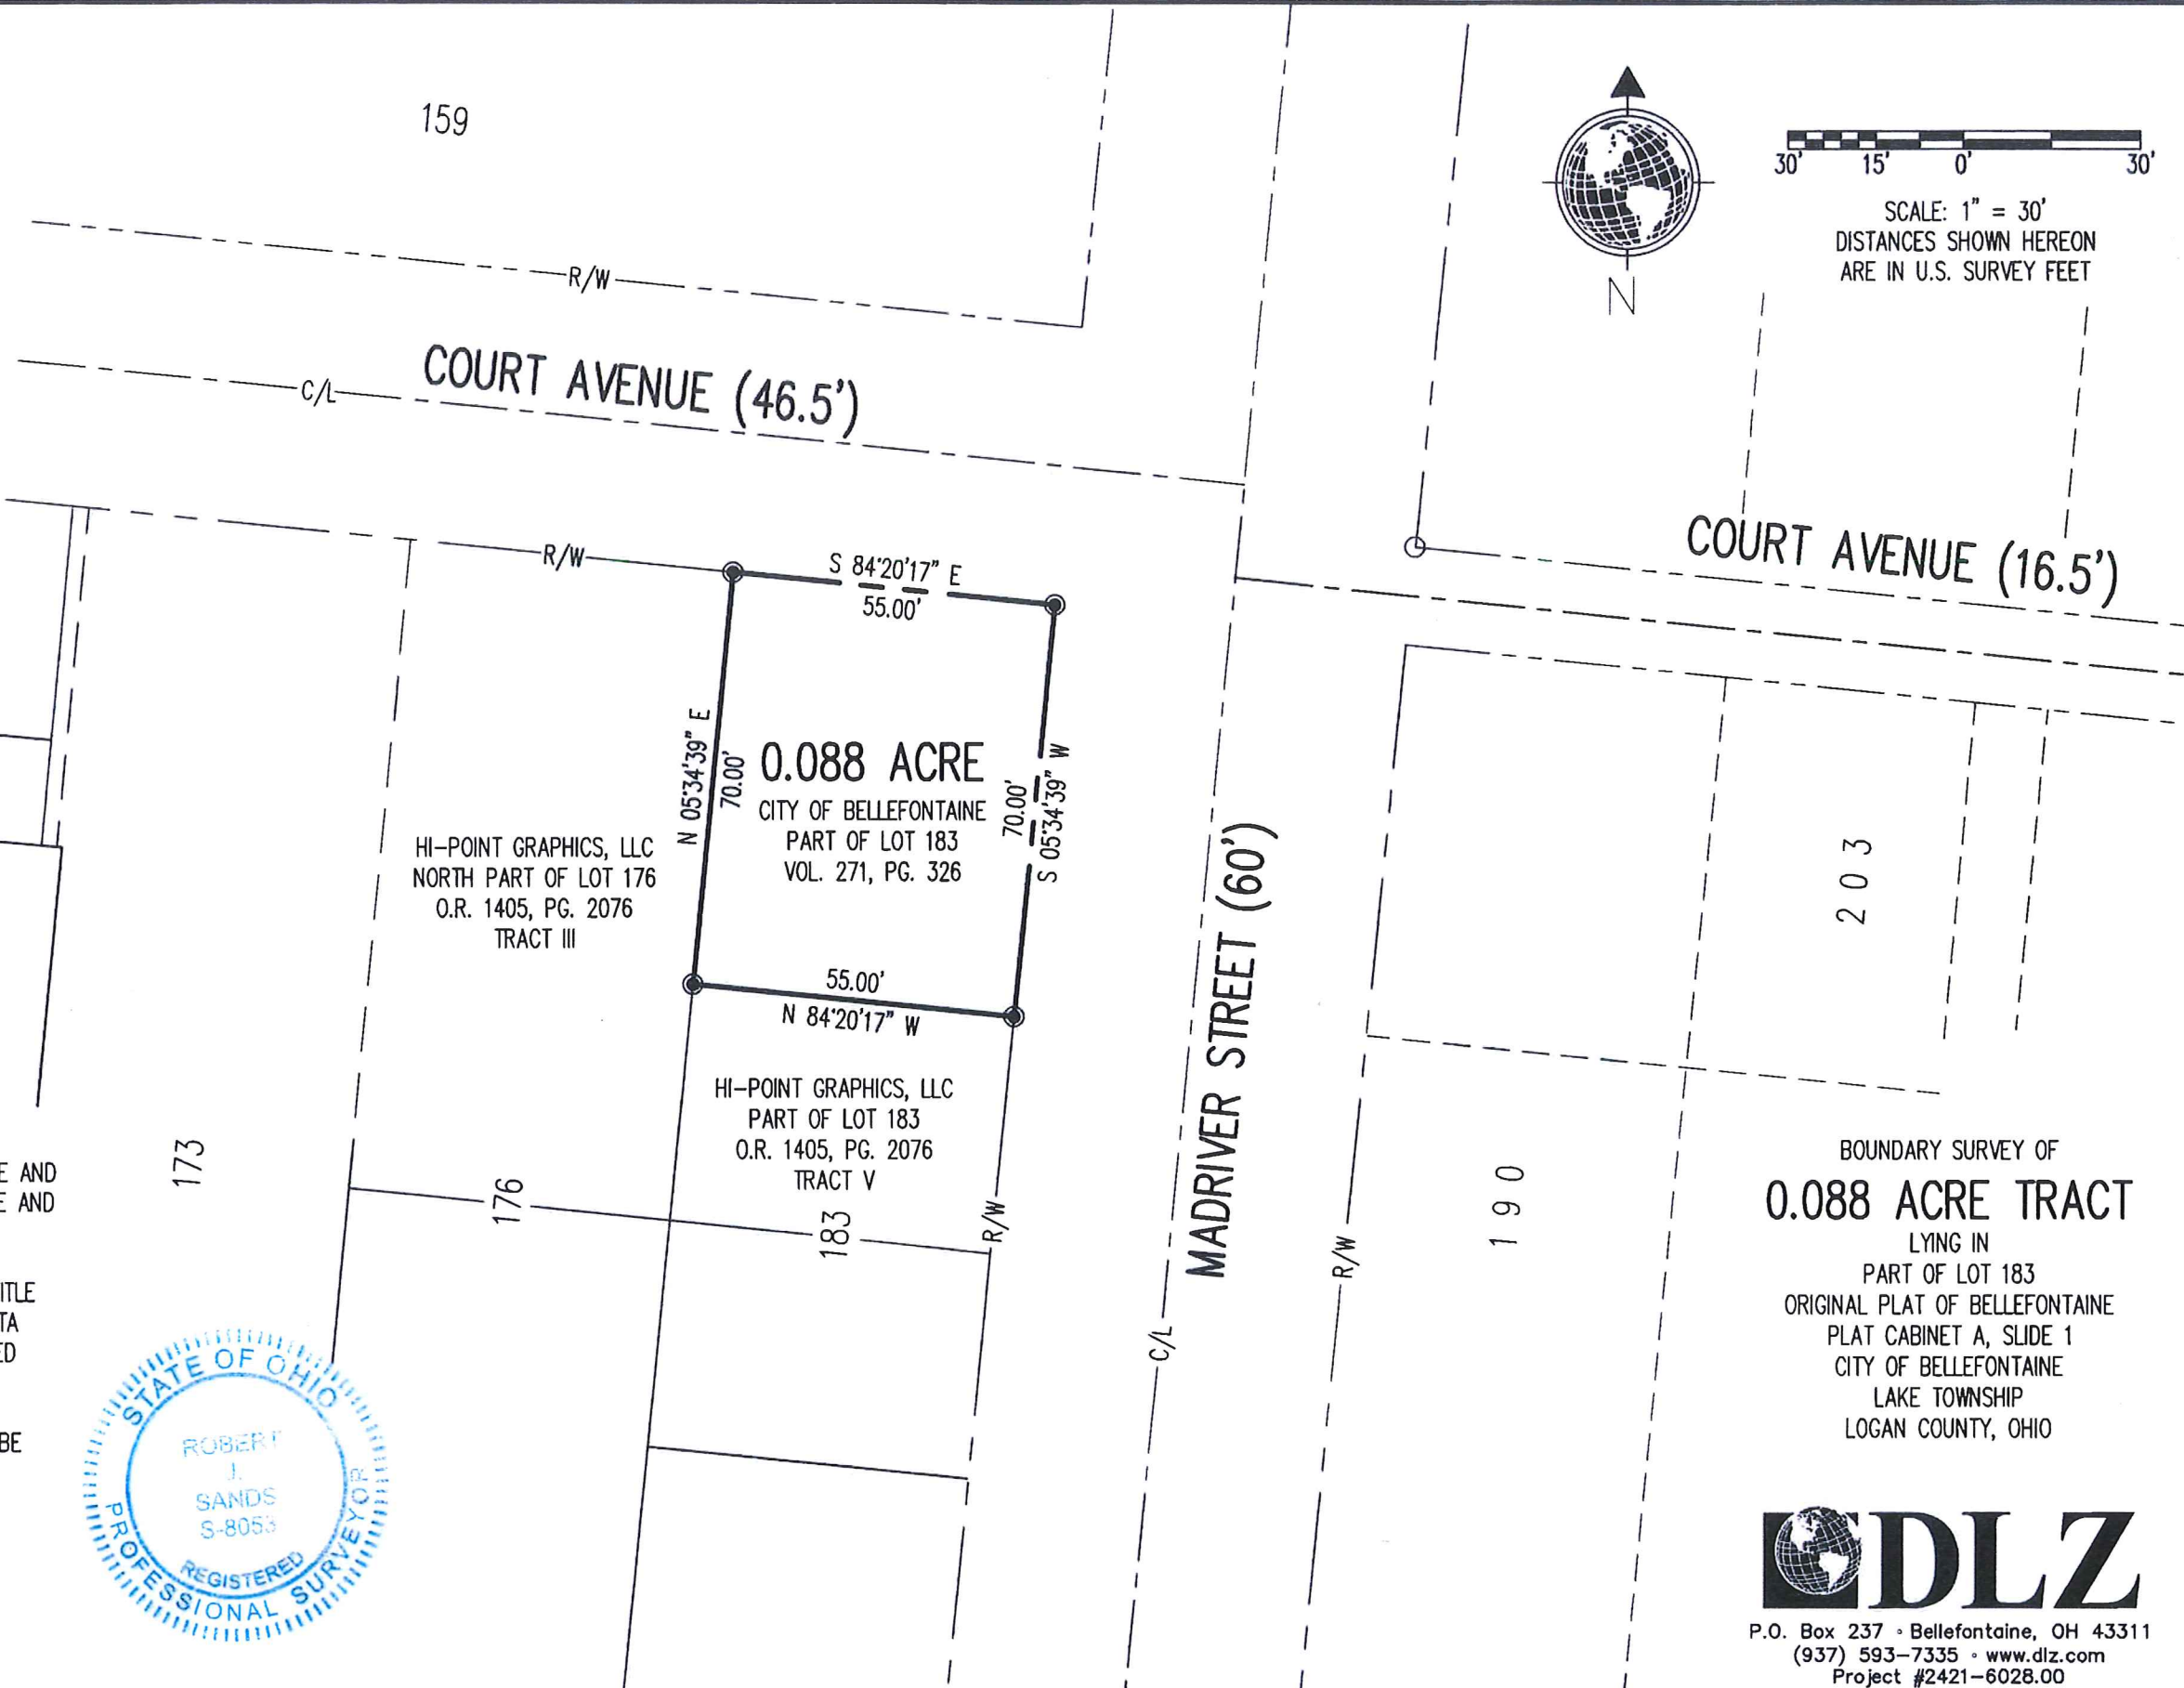 159
R/W
C/L
COURT AVENUE (46.5')
30' 15' 0' 30'
SCALE: 1" = 30'
DISTANCES SHOWN HEREON
ARE IN U.S. SURVEY FEET
N
COURT AVENUE (16.5')
R/W
S 84°20'17" E
55.00'
N 05°34'39" E
70.00'
0.088 ACRE
CITY OF BELLEFONTAINE
PART OF LOT 183
VOL. 271, PG. 326
70.00'
S 05°34'39" W
HI-POINT GRAPHICS, LLC
NORTH PART OF LOT 176
O.R. 1405, PG. 2076
TRACT III
55.00'
N 84°20'17" W
HI-POINT GRAPHICS, LLC
PART OF LOT 183
O.R. 1405, PG. 2076
TRACT V
MADRIVER STREET (60')
203
173
176
183
R/W
C/L
R/W
190
E AND
E AND
ITLE
TA
ED
BE
STATE OF OHIO
ROBERT
J.
SANDS
S-8053
REGISTERED
PROFESSIONAL SURVEYOR
BOUNDARY SURVEY OF
0.088 ACRE TRACT
LYING IN
PART OF LOT 183
ORIGINAL PLAT OF BELLEFONTAINE
PLAT CABINET A, SLIDE 1
CITY OF BELLEFONTAINE
LAKE TOWNSHIP
LOGAN COUNTY, OHIO
DLZ
P.O. Box 237 • Bellefontaine, OH 43311
(937) 593-7335 • www.dlz.com
Project #2421-6028.00